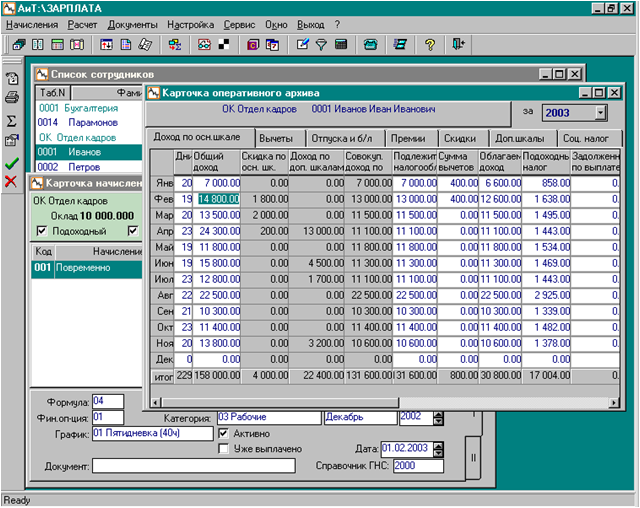 АиТ:\ЗАРПЛАТА
Начисления Расчет Документы Настройка Сервис Окно Выход ?
Список сотрудников
Таб.N Фами
0001 Бухгалтерия
0014 Парамонов
ОК Отдел кадров
0001 Иванов
0002 Петров
Карточка начислен
ОК Отдел кадров
Оклад 10 000.000
Подоходный
Код Начисление
001 Повременно
Карточка оперативного архива
ОК Отдел кадров 0001 Иванов Иван Иванович за 2003
Доход по осн.шкале Вычеты Отпуска и б/л Премии Скидки Доп.шкалы Соц. налог
Дни Общий доход Скидка по осн. шк. Доход по доп. шкалам Совокуп. доход по Подлежит налогообл Сумма вычетов Облагаем доход Подоходны налог Задолженн по выплате
Янв 20 7 000.00 0.00 0.00 7 000.00 7 000.00 400.00 6 600.00 858.00 0.
Фев 19 14 800.00 1 800.00 0.00 13 000.00 13 000.00 400.00 12 600.00 1 638.00 0.
Мар 20 13 500.00 2 000.00 0.00 11 500.00 11 500.00 0.00 11 500.00 1 495.00 0.
Апр 23 24 300.00 200.00 13 000.00 11 100.00 11 100.00 0.00 11 100.00 1 443.00 0.
Май 19 11 800.00 0.00 0.00 11 800.00 11 800.00 0.00 11 800.00 1 534.00 0.
Июн 19 15 800.00 0.00 4 500.00 11 300.00 11 300.00 0.00 11 300.00 1 469.00 0.
Июл 23 12 800.00 0.00 1 700.00 11 100.00 11 100.00 0.00 11 100.00 1 443.00 0.
Авг 22 22 500.00 0.00 0.00 22 500.00 22 500.00 0.00 22 500.00 2 925.00 0.
Сен 21 10 300.00 0.00 0.00 10 300.00 10 300.00 0.00 10 300.00 1 339.00 0.
Окт 23 11 400.00 0.00 0.00 11 400.00 11 400.00 0.00 11 400.00 1 482.00 0.
Ноя 20 13 800.00 0.00 3 200.00 10 600.00 10 600.00 0.00 10 600.00 1 378.00 0.
Дек 0 0.00 0.00 0.00 0.00 0.00 0.00 0.00 0.00 0.
итог 229 158 000.00 4 000.00 22 400.00 131 600.00 31 600.00 800.00 30 800.00 17 004.00 0.
Формула: 04
Фин.оп-ция: 01 Категория: 03 Рабочие Декабрь 2002
График: 01 Пятидневка (40ч) Активно
Уже выплачено Дата: 01.02.2003
Документ: Справочник ГНС: 2000
I
II
Ready